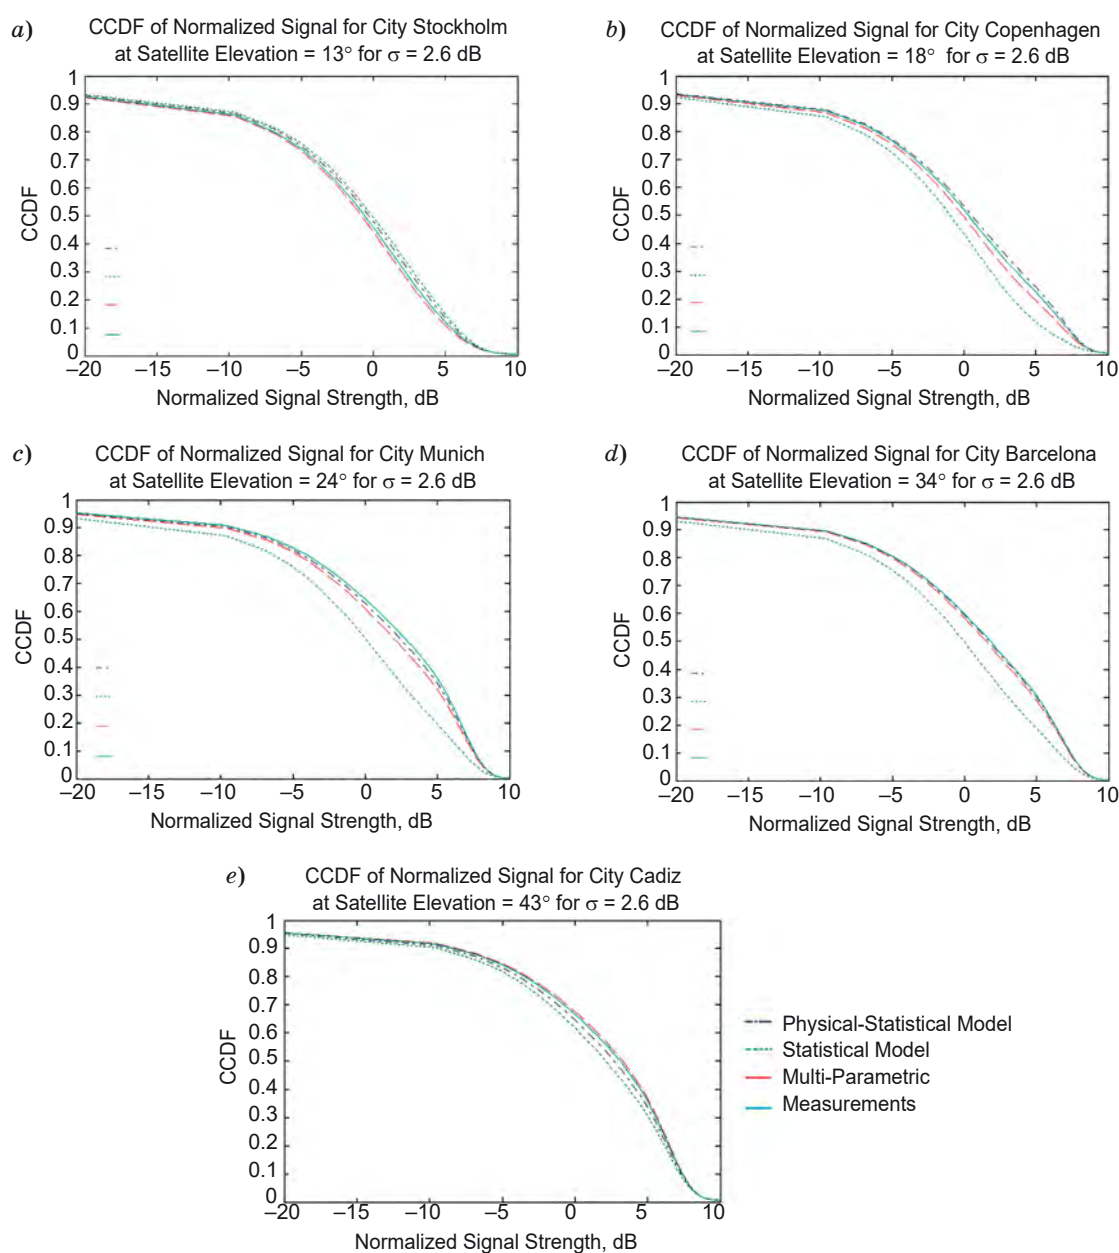 a)
CCDF of Normalized Signal for City Stockholm
at Satellite Elevation = 13° for σ = 2.6 dB
CCDF
1
0.9
0.8
0.7
0.6
0.5
0.4
0.3
0.2
0.1
0
–20 –15 –10 –5 0 5 10
Normalized Signal Strength, dB
b)
CCDF of Normalized Signal for City Copenhagen
at Satellite Elevation = 18° for σ = 2.6 dB
CCDF
1
0.9
0.8
0.7
0.6
0.5
0.4
0.3
0.2
0.1
0
–20 –15 –10 –5 0 5 10
Normalized Signal Strength, dB
c)
CCDF of Normalized Signal for City Munich
at Satellite Elevation = 24° for σ = 2.6 dB
CCDF
1
0.9
0.8
0.7
0.6
0.5
0.4
0.3
0.2
0.1
0
–20 –15 –10 –5 0 5 10
Normalized Signal Strength, dB
d)
CCDF of Normalized Signal for City Barcelona
at Satellite Elevation = 34° for σ = 2.6 dB
CCDF
1
0.9
0.8
0.7
0.6
0.5
0.4
0.3
0.2
0.1
0
–20 –15 –10 –5 0 5 10
Normalized Signal Strength, dB
e)
CCDF of Normalized Signal for City Cadiz
at Satellite Elevation = 43° for σ = 2.6 dB
CCDF
1
0.9
0.8
0.7
0.6
0.5
0.4
0.3
0.2
0.1
0
–20 –15 –10 –5 0 5 10
Normalized Signal Strength, dB
Physical-Statistical Model
Statistical Model
Multi-Parametric
Measurements